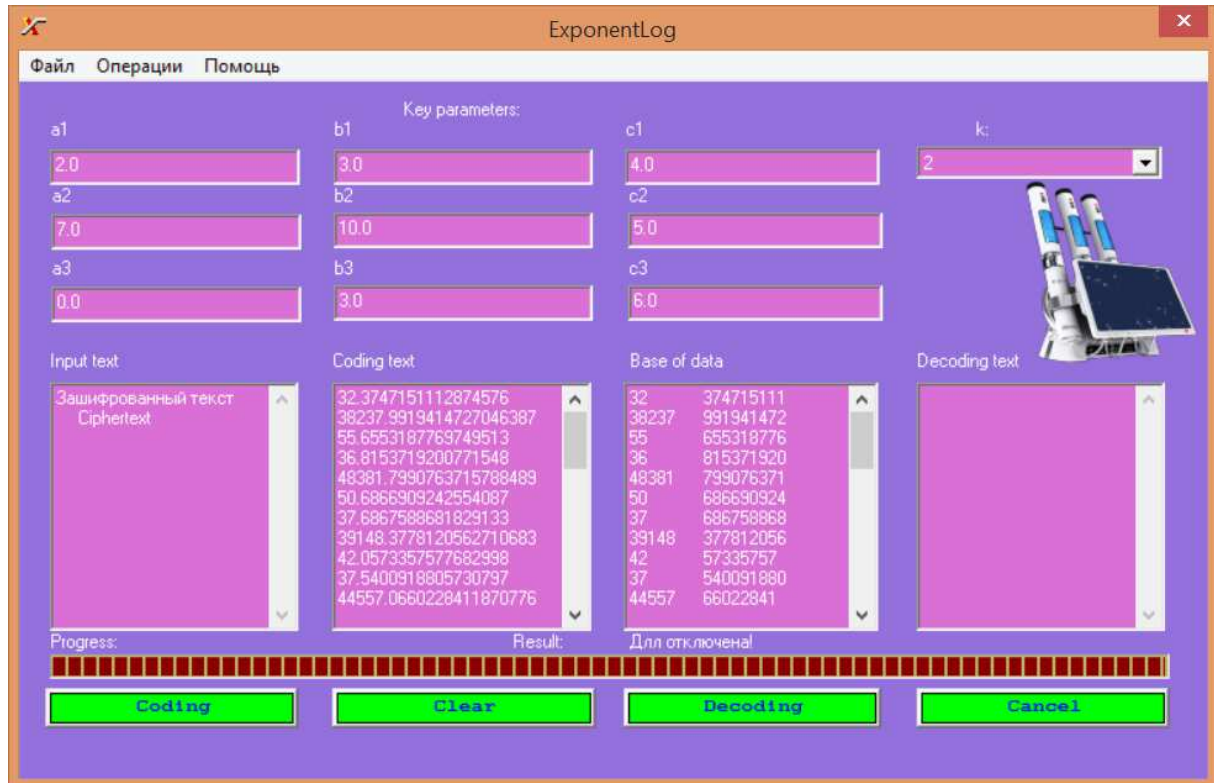 ExponentLog
Файл Операции Помощь
Key parameters:
a1 b1 c1 k:
2.0 3.0 4.0 2
a2 b2 c2
7.0 10.0 5.0
a3 b3 c3
0.0 3.0 6.0
Input text Coding text Base of data Decoding text
Зашифрованный текст 32.3747151112874576 32 374715111
Ciphertext 38237.9919414727046387 38237 991941472
55.6553187769749513 55 655318776
36.8153719200771548 36 815371920
48381.7990763715788489 48381 799076371
50.6866909242554087 50 686690924
37.6867588681829133 37 686758868
39148.3778120562710683 39148 377812056
42.0573357577682998 42 57335757
37.5400918805730797 37 540091880
44557.0660228411870776 44557 66022841
Progress: Result: Длл отключена!
Coding Clear Decoding Cancel